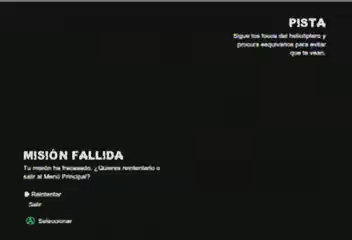 PISTA
Sigue los focos del helicóptero y
procura esquivarlos para evitar
que te vean.
MISIÓN FALLIDA
Tu misión ha fracasado. ¿Quieres reintentarlo o
salir al Menú Principal?
Reintentar
Salir
A Seleccionar